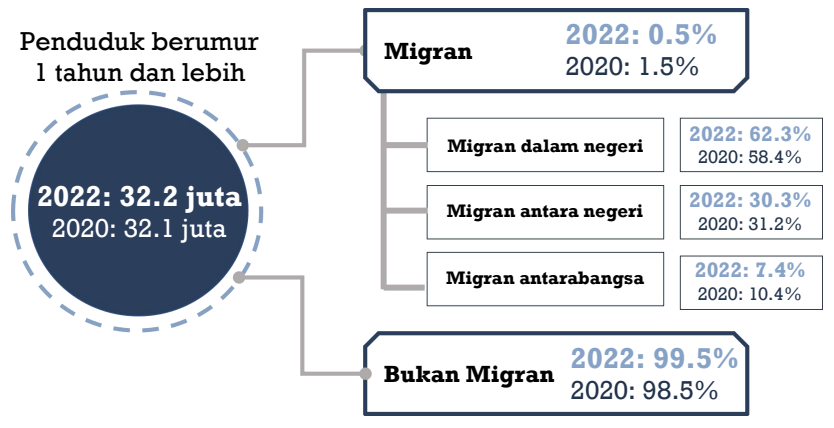 Penduduk berumur
1 tahun dan lebih
2022: 32.2 juta
2020: 32.1 juta
Migran
2022: 0.5%
2020: 1.5%
Migran dalam negeri
2022: 62.3%
2020: 58.4%
Migran antara negeri
2022: 30.3%
2020: 31.2%
Migran antarabangsa
2022: 7.4%
2020: 10.4%
Bukan Migran
2022: 99.5%
2020: 98.5%